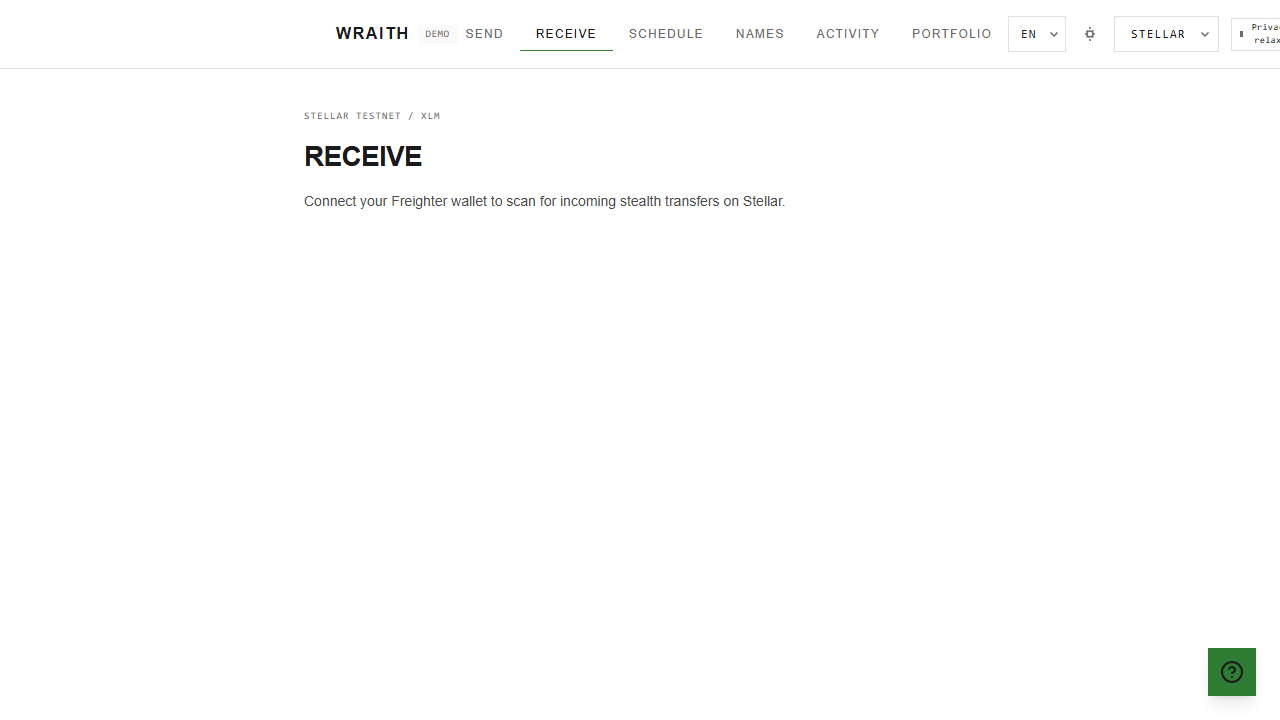 WRAITH DEMO SEND RECEIVE SCHEDULE NAMES ACTIVITY PORTFOLIO EN STELLAR
STELLAR TESTNET / XLM
RECEIVE
Connect your Freighter wallet to scan for incoming stealth transfers on Stellar.